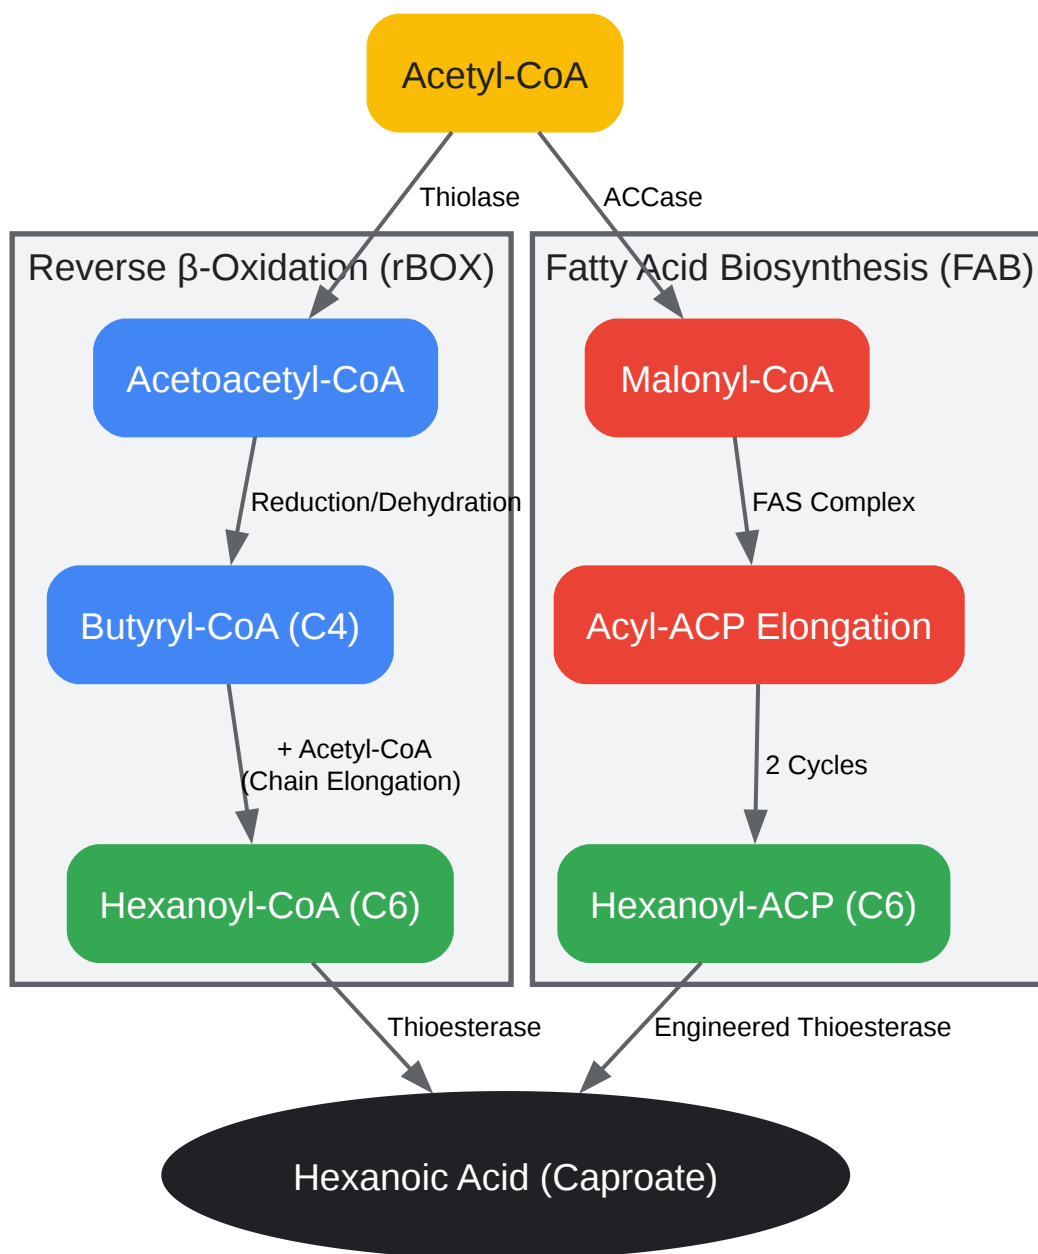 Acetyl-CoA
Thiolase
ACCase
Reverse β-Oxidation (rBOX)
Fatty Acid Biosynthesis (FAB)
Acetoacetyl-CoA
Malonyl-CoA
Reduction/Dehydration
FAS Complex
Butyryl-CoA (C4)
Acyl-ACP Elongation
+ Acetyl-CoA
(Chain Elongation)
2 Cycles
Hexanoyl-CoA (C6)
Hexanoyl-ACP (C6)
Thioesterase
Engineered Thioesterase
Hexanoic Acid (Caproate)